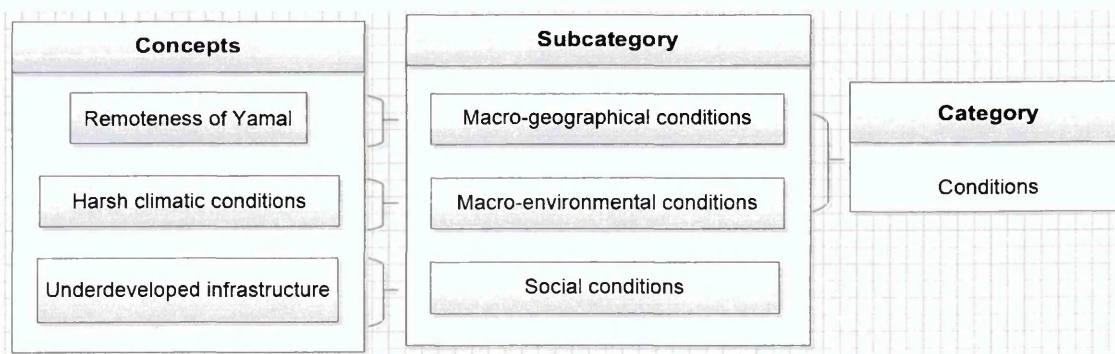 Concepts
Remoteness of Yamal
Harsh climatic conditions
Underdeveloped infrastructure
Subcategory
Macro-geographical conditions
Macro-environmental conditions
Social conditions
Category
Conditions